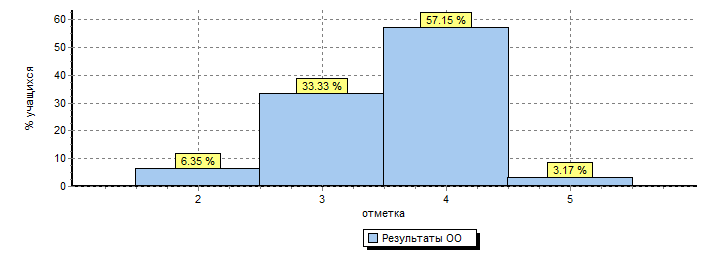 % учащихся
60
50
40
30
20
10
0
6.35 %
33.33 %
57.15 %
3.17 %
2 3 4 5
отметка
Результаты ОО